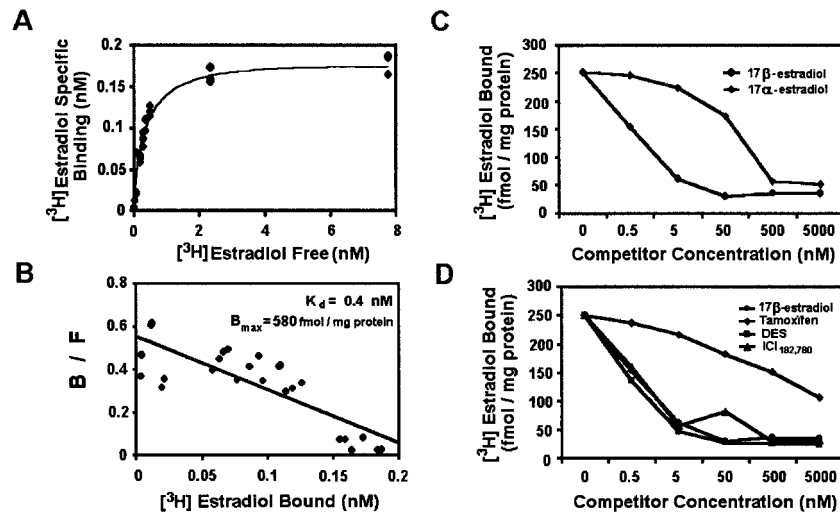 A
[³H]Estradiol Specific
Binding (nM)
0.2
0.15
0.1
0.05
0
0 2 4 6 8
[³H]Estradiol Free (nM)
B
B / F
0.8
0.6
0.4
0.2
0
K d = 0.4 nM
B max = 580 fmol / mg protein
0 0.05 0.1 0.15 0.2
[³H] Estradiol Bound (nM)
C
[³H] Estradiol Bound
(fmol / mg protein)
300
250
200
150
100
50
0
17β-estradiol
17α-estradiol
0 0.5 5 50 500 5000
Competitor Concentration (nM)
D
[³H] Estradiol Bound
(fmol / mg protein)
300
250
200
150
100
50
0
17β-estradiol
Tamoxifen
DES
ICI 182,780
0 0.5 5 50 500 5000
Competitor Concentration (nM)